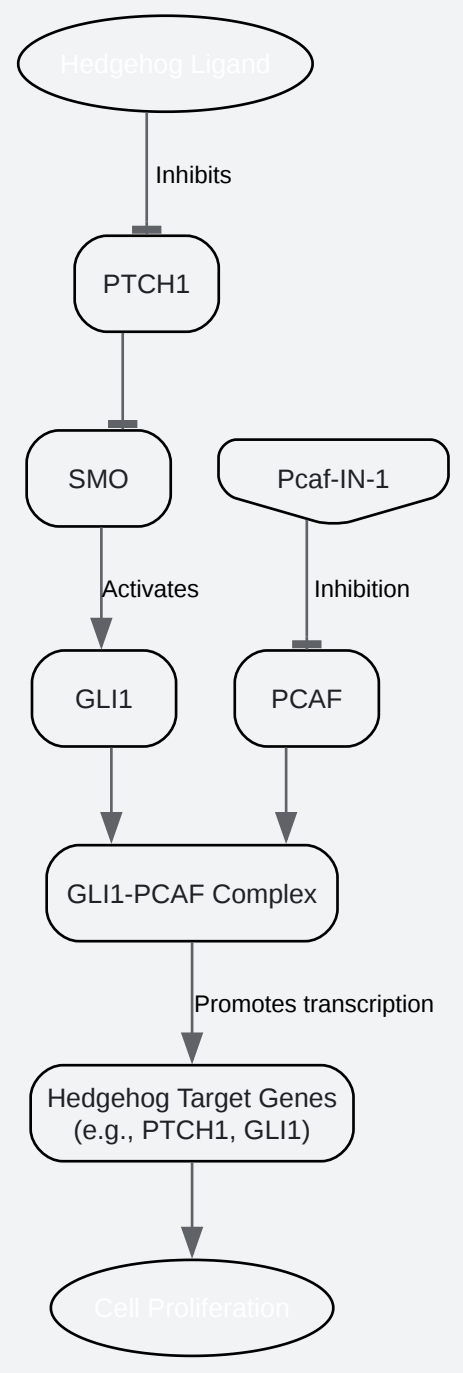 Hedgehog Ligand
Inhibits
PTCH1
SMO
Pcaf-IN-1
Activates
Inhibition
GLI1
PCAF
GLI1-PCAF Complex
Promotes transcription
Hedgehog Target Genes
(e.g., PTCH1, GLI1)
Cell Proliferation